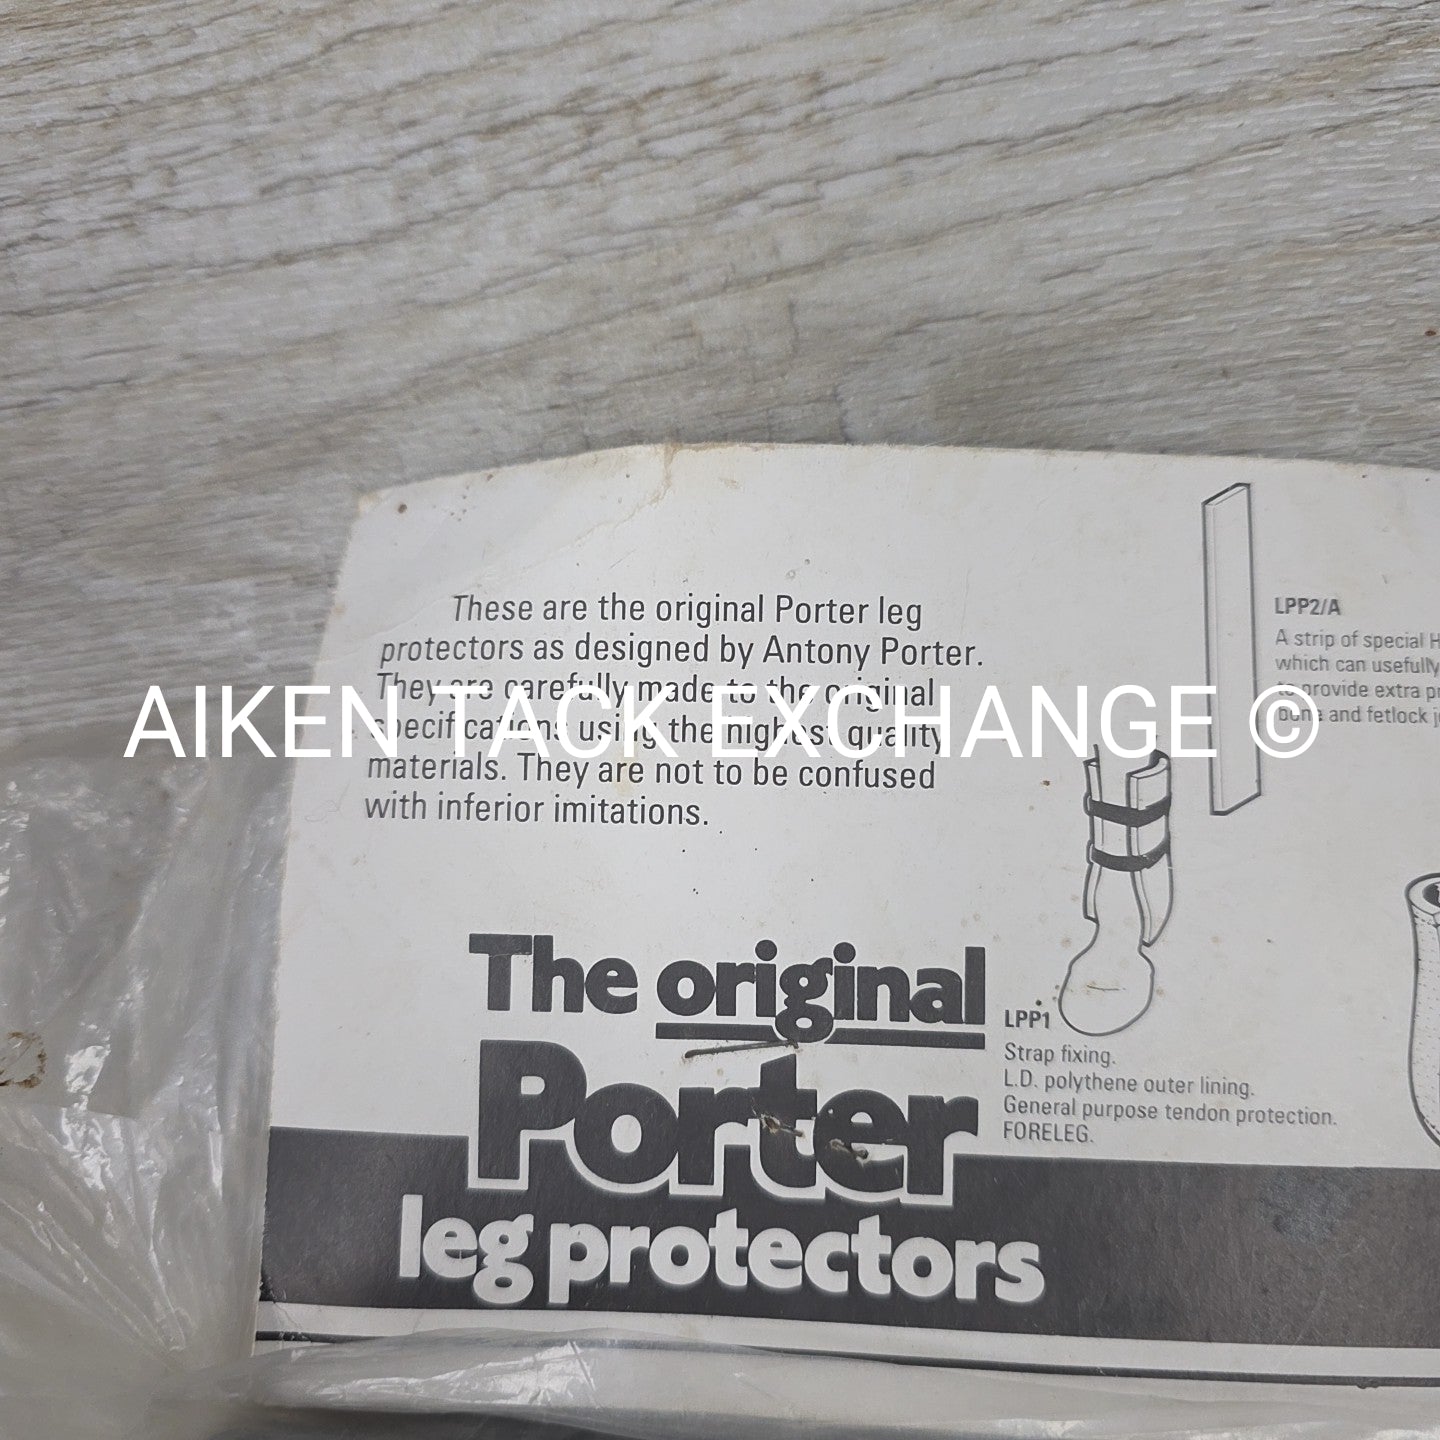 These are the original Porter leg
protectors as designed by Antony Porter.
They are carefully made to the original
specifications using the highest quality
materials. They are not to be confused
with inferior imitations.
AIKEN TACK EXCHANGE ©
LPP2/A
A strip of special H
which can usefully
to provide extra p
bone and fetlock j
The original
Porter
leg protectors
LPP1
Strap fixing.
L.D. polythene outer lining.
General purpose tendon protection.
FORELEG.